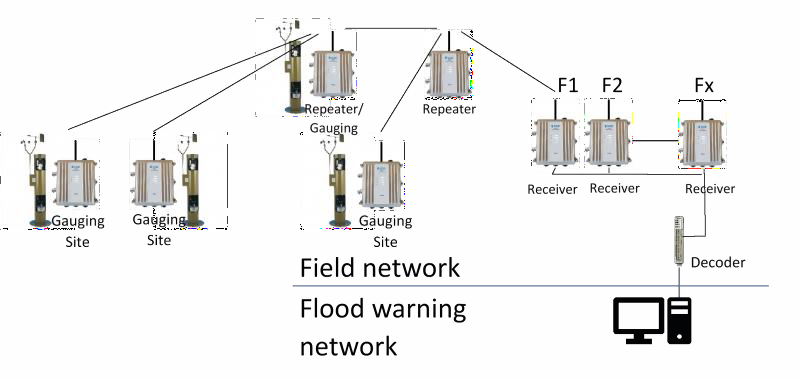 F1 F2 Fx
Repeater/
Gauging
Repeater
Receiver Receiver Receiver
Gauging
Site
Gauging
Site
Gauging
Site
Decoder
Field network
Flood warning
network